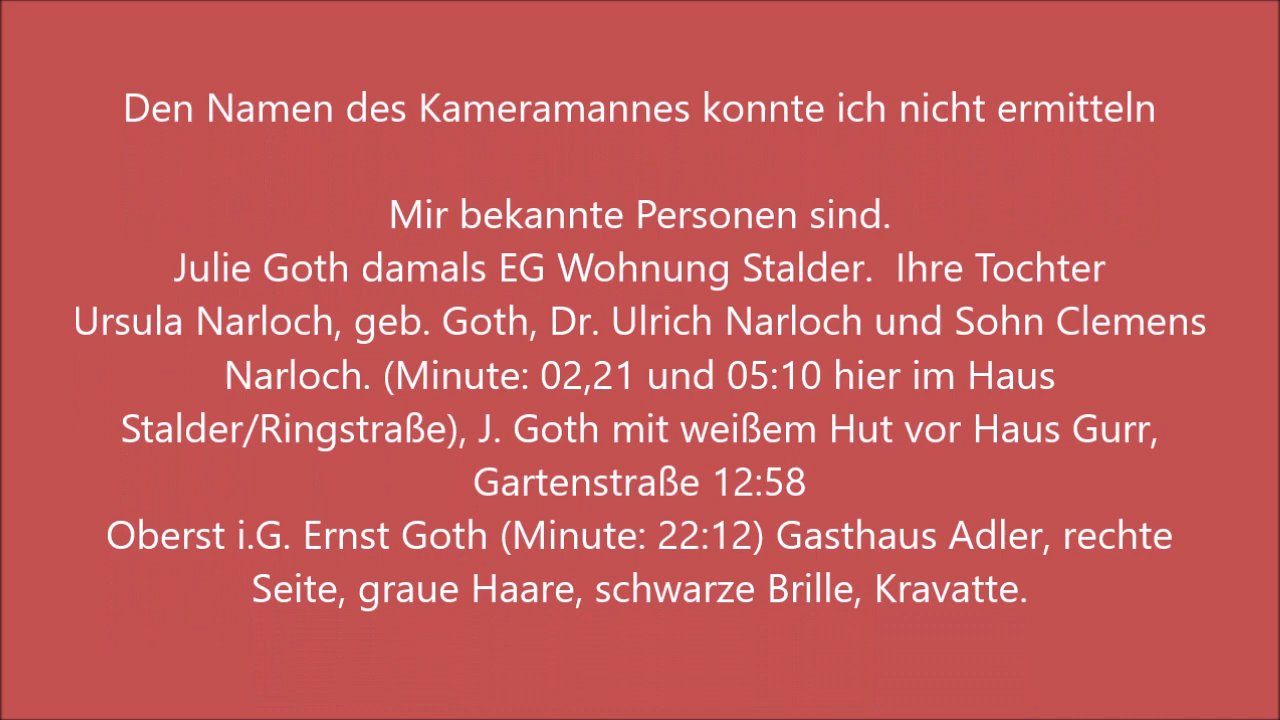 Den Namen des Kameramannes konnte ich nicht ermitteln
Mir bekannte Personen sind.
Julie Goth damals EG Wohnung Stalder.  Ihre Tochter
Ursula Narloch, geb. Goth, Dr. Ulrich Narloch und Sohn Clemens
Narloch. (Minute: 02,21 und 05:10 hier im Haus
Stalder/Ringstraße), J. Goth mit weißem Hut vor Haus Gurr,
Gartenstraße 12:58
Oberst i.G. Ernst Goth (Minute: 22:12) Gasthaus Adler, rechte
Seite, graue Haare, schwarze Brille, Kravatte.